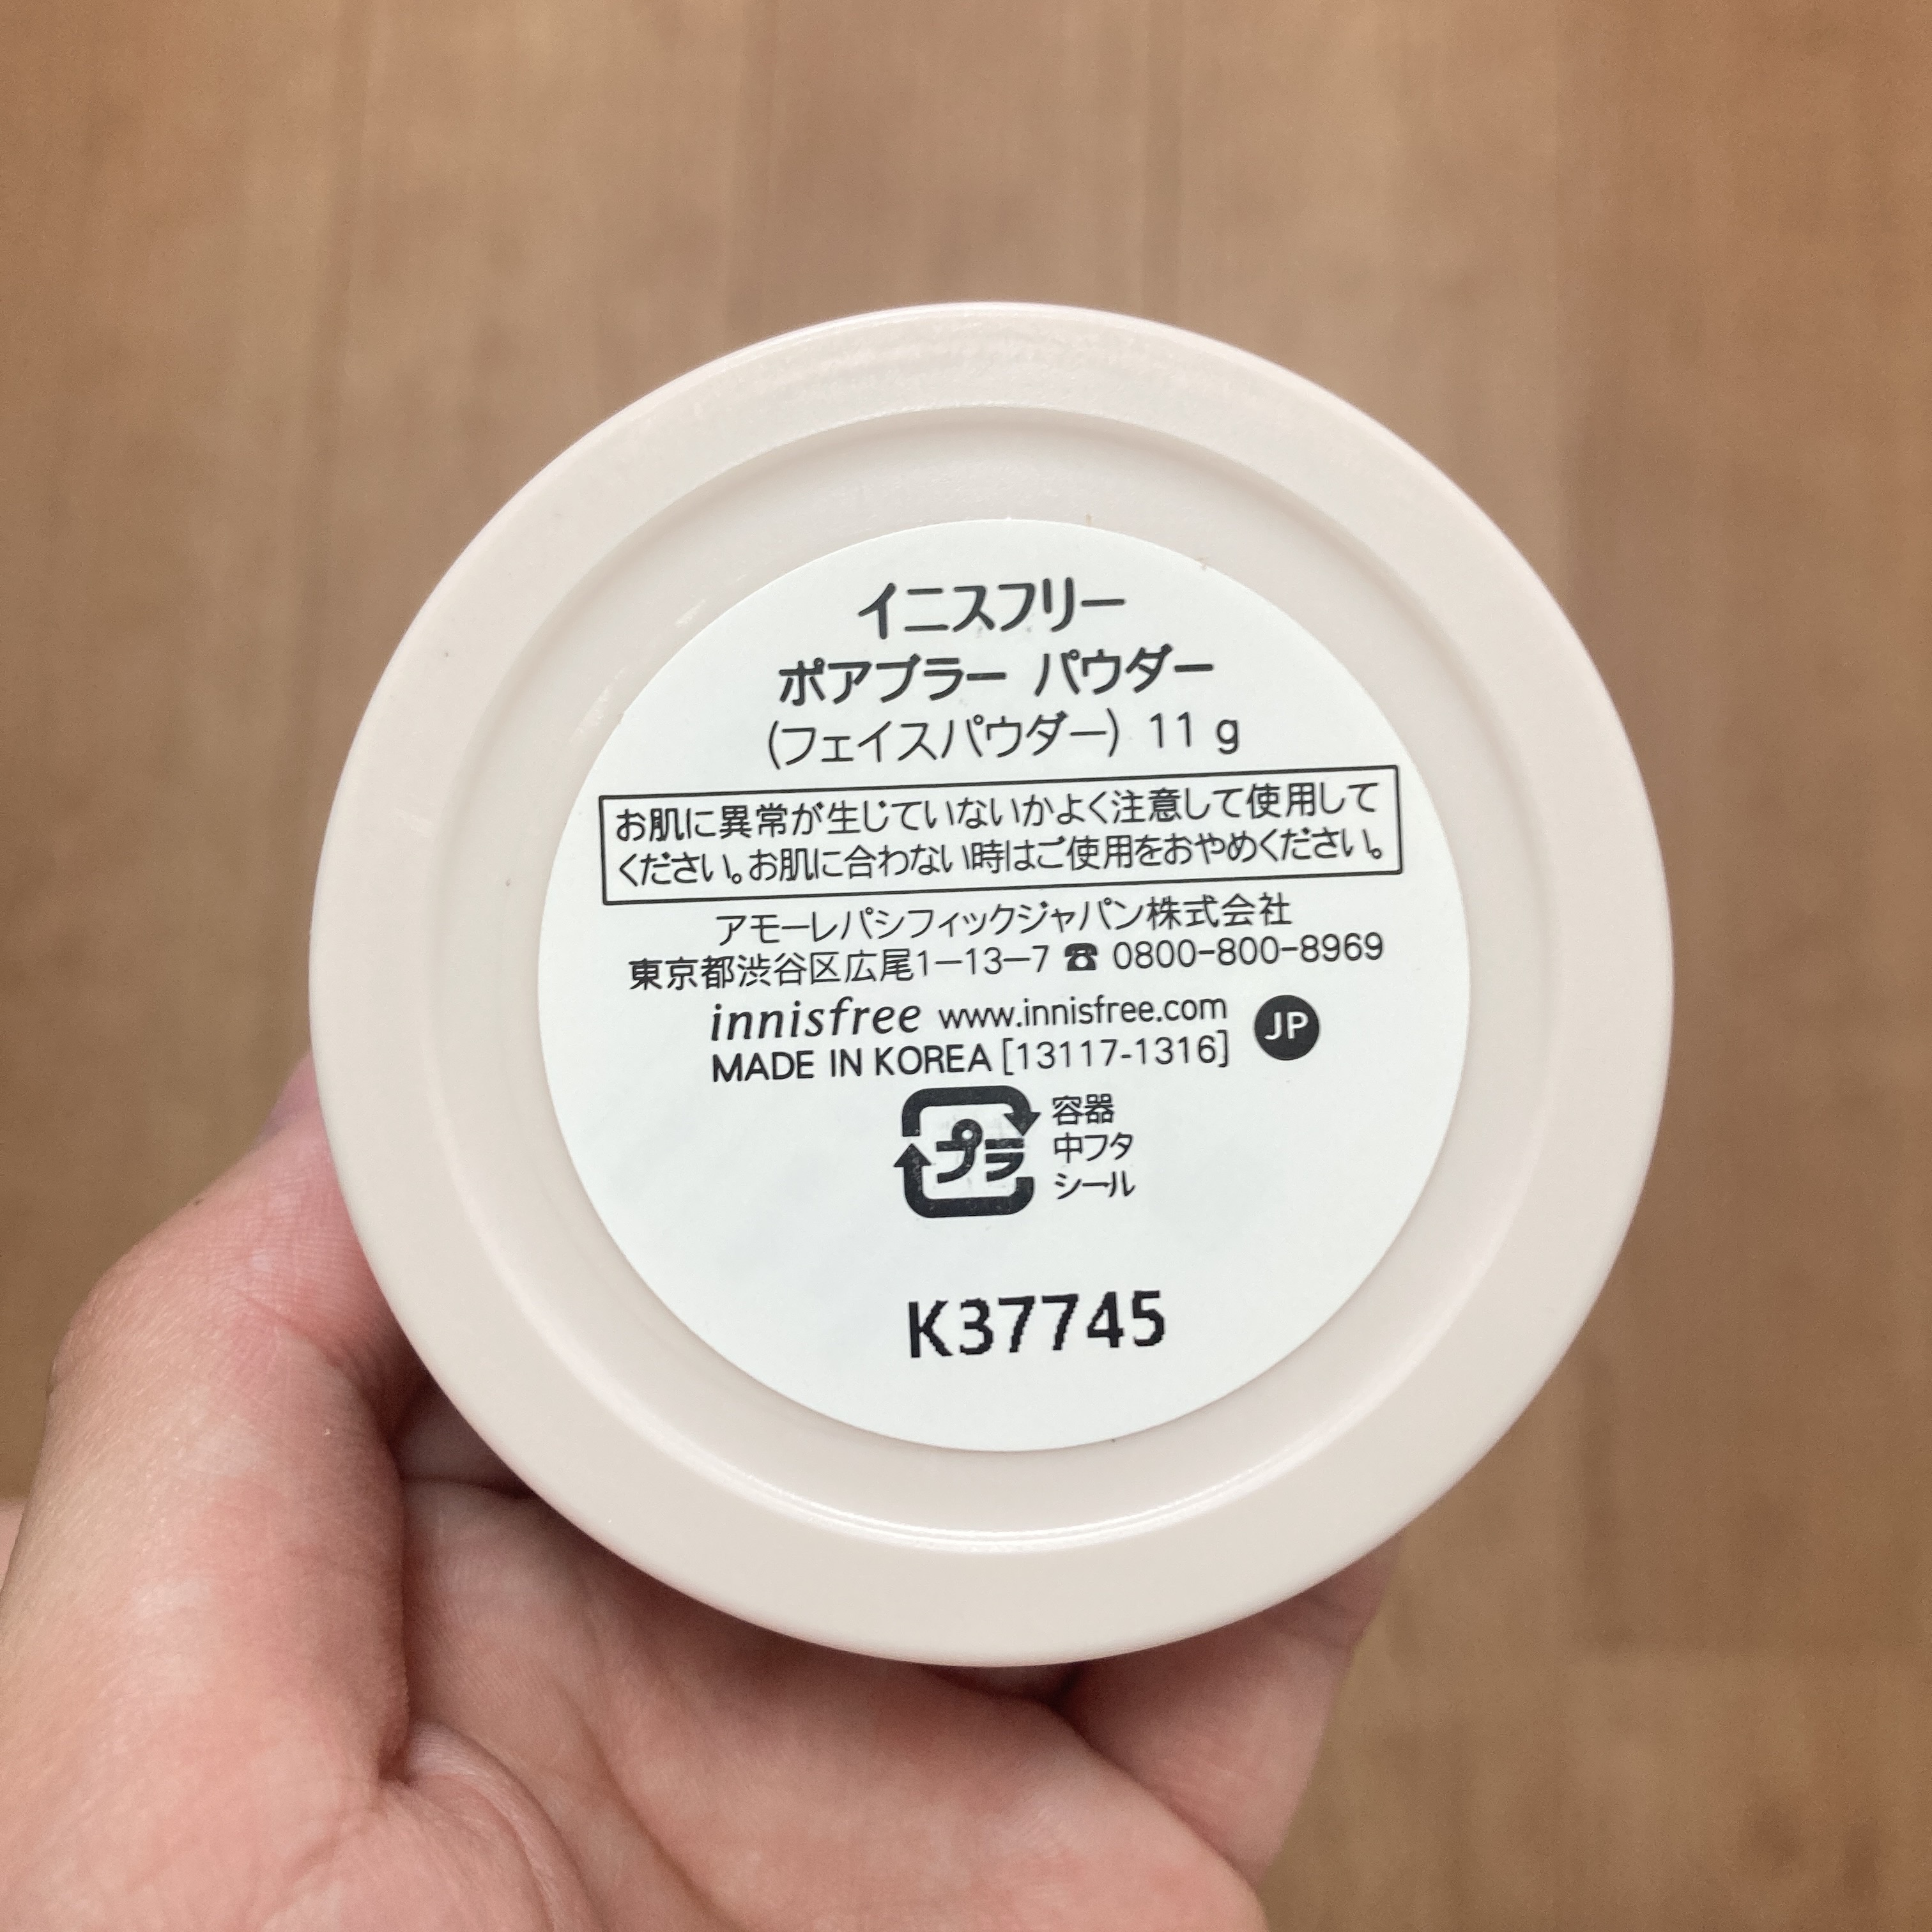 イニスフリー
ポアブラー パウダー
(フェイスパウダー) 11 g
お肌に異常が生じていないかよく注意して使用して
ください。お肌に合わない時はご使用をおやめください。
アモーレパシフィックジャパン株式会社
東京都渋谷区広尾1-13-7 ☎ 0800-800-8969
innisfree www.innisfree.com
MADE IN KOREA [13117-1316]
JP
プラ
容器
中フタ
シール
K37745